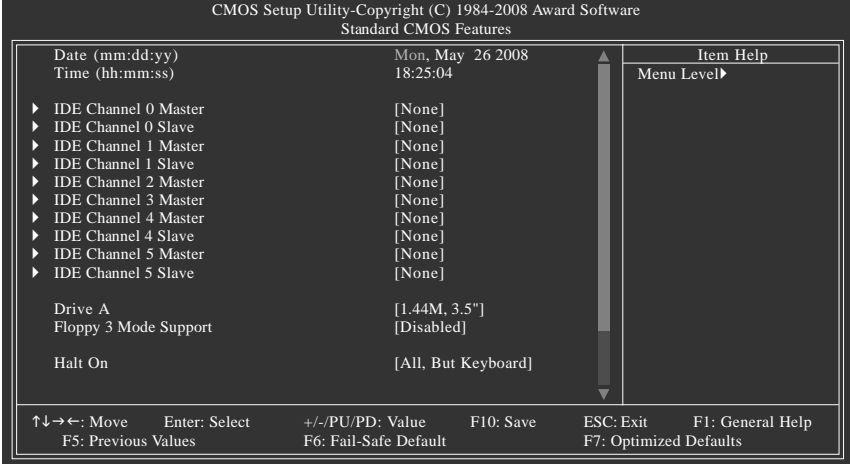 CMOS Setup Utility-Copyright (C) 1984-2008 Award Software
Standard CMOS Features
Date (mm:dd:yy) Mon, May 26 2008
Time (hh:mm:ss) 18:25:04
IDE Channel 0 Master [None]
IDE Channel 0 Slave [None]
IDE Channel 1 Master [None]
IDE Channel 1 Slave [None]
IDE Channel 2 Master [None]
IDE Channel 3 Master [None]
IDE Channel 4 Master [None]
IDE Channel 4 Slave [None]
IDE Channel 5 Master [None]
IDE Channel 5 Slave [None]
Drive A [1.44M, 3.5"]
Floppy 3 Mode Support [Disabled]
Halt On [All, But Keyboard]
Item Help
Menu Level▶
↑↓→←: Move Enter: Select +/-/PU/PD: Value F10: Save ESC: Exit F1: General Help
F5: Previous Values F6: Fail-Safe Default F7: Optimized Defaults